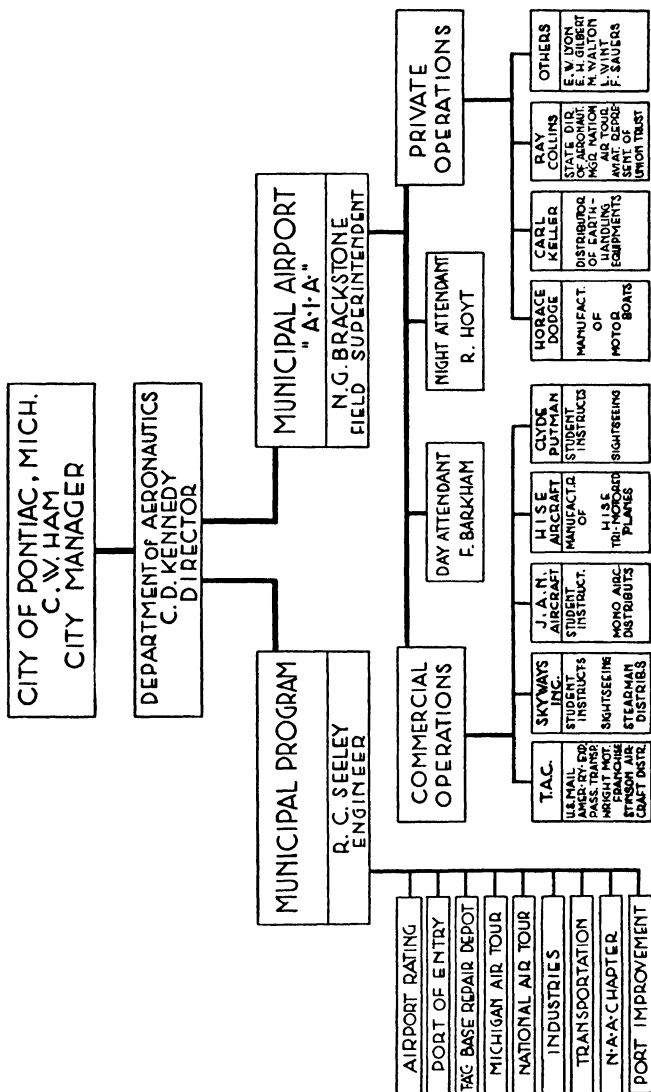 CITY OF PONTIAC, MICH.
C. W. HAM
CITY MANAGER
DEPARTMENT OF AERONAUTICS
C. D. KENNEDY
DIRECTOR
MUNICIPAL PROGRAM
R. C. SEELEY
ENGINEER
MUNICIPAL AIRPORT
"A·1·A·"
N. G. BRACKSTONE
FIELD SUPERINTENDENT
AIRPORT RATING
PORT OF ENTRY
TAC BASE REPAIR DEPOT
MICHIGAN AIR TOUR
NATIONAL AIR TOUR
INDUSTRIES
TRANSPORTATION
N·A·A·CHAPTER
PORT IMPROVEMENT
COMMERCIAL
OPERATIONS
DAY ATTENDANT
F. BARKHAM
NIGHT ATTENDANT
R. HOYT
PRIVATE
OPERATIONS
T.A.C.
U.S. MAIL
AMER·RY·EXP.
PASS. TRANSP.
WRIGHT MOT.
FRANCHISE
STINSON AIR-
CRAFT DISTR.
SKYWAYS
INC.
STUDENT
INSTRUCTS
SIGHTSEEING
STEARMAN
DISTRIB.S
J. A. N.
AIRCRAFT
STUDENT
INSTRUCT.
MONO AIRC.
DISTRIBUTS
HISE
AIRCRAFT
MANUFACT.R
OF
HISE
TRI-MOTORED
PLANES
CLYDE
PUTMAN
STUDENT
INSTRUCTS
SIGHTSEEING
HORACE
DODGE
MANUFACT.
OF
MOTOR
BOATS
CARL
KELLER
DISTRIBUTOR
OF EARTH-
HANDLING
EQUIPMENTS
RAY
COLLINS
STATE DIR.
OF AERONAUT.
MGR. NATION
AIR TOUR
AVIAT. REPRE-
SENT. OF
UNION TRUST
OTHERS
E. W. LYON
E. H. GILBERT
M. WALTON
L. WINT
F. SAUERS